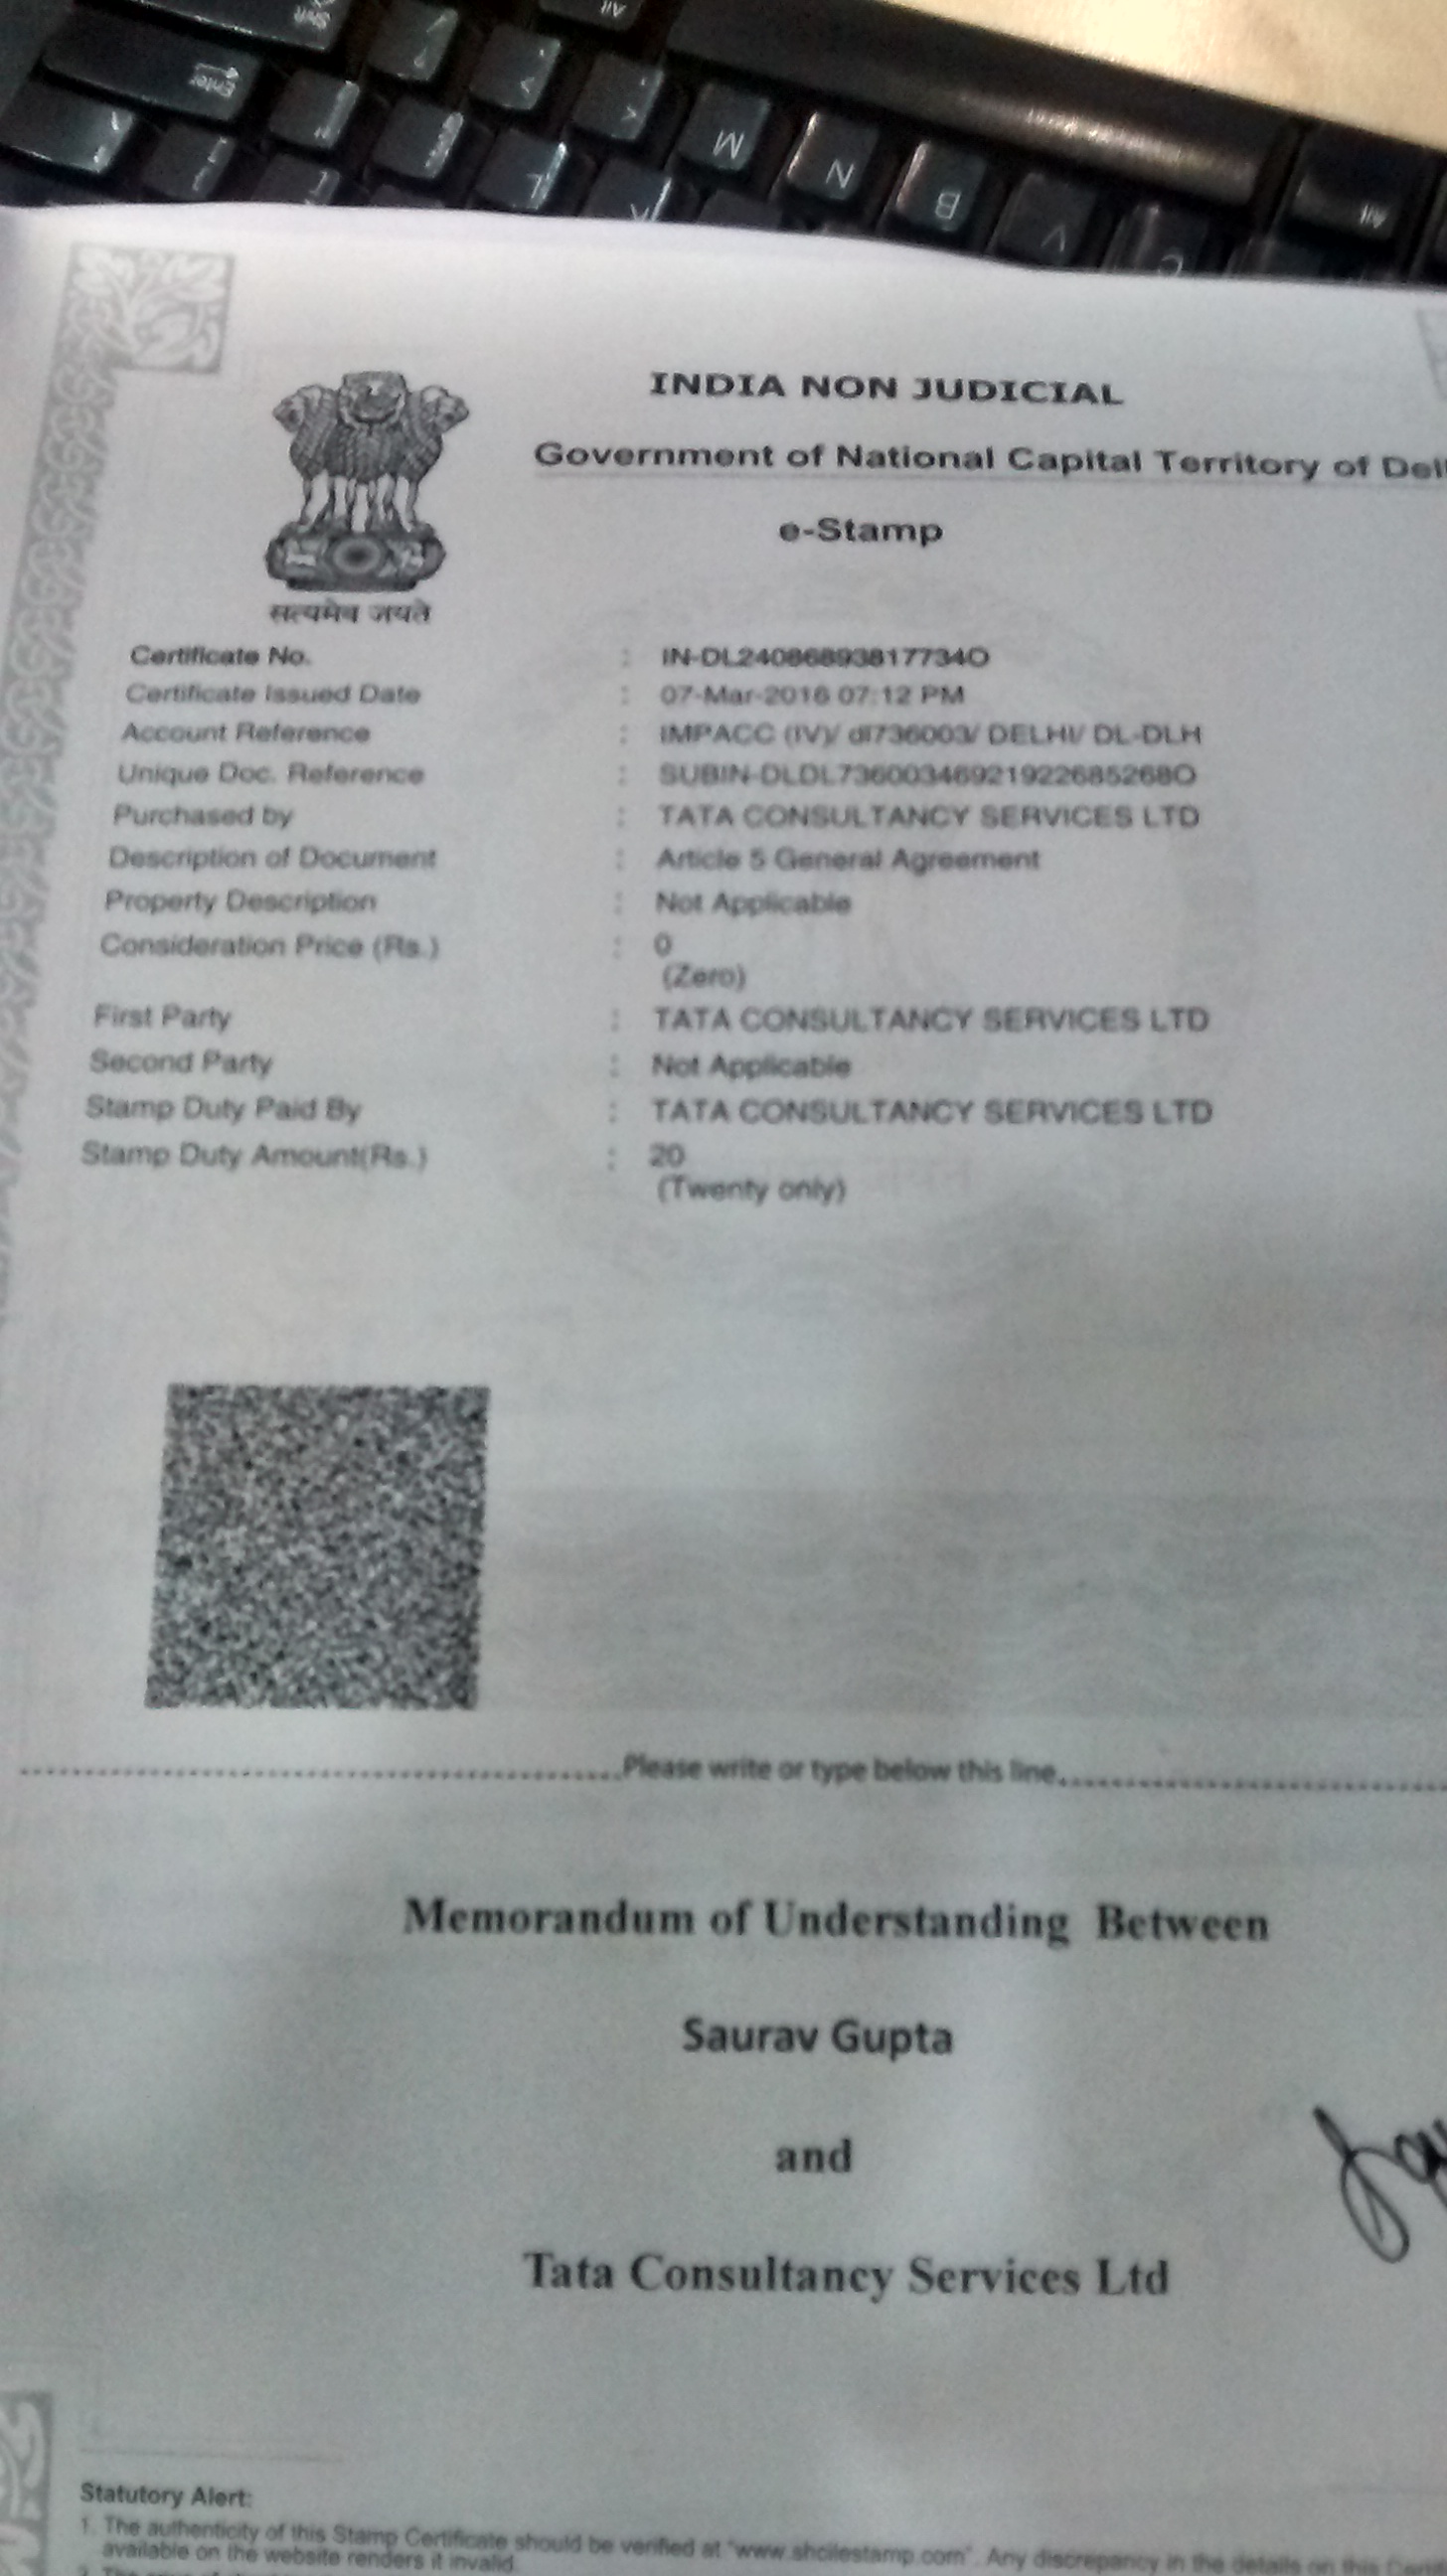 Shift
Alt
Enter
M
N
B
V
C
L
Alt
INDIA NON JUDICIAL
Government of National Capital Territory of Del
e-Stamp
सत्यमेव जयते
Certificate No. : IN-DL24086893817734O
Certificate Issued Date : 07-Mar-2016 07:12 PM
Account Reference : IMPACC (IV)/ dl736003/ DELHI/ DL-DLH
Unique Doc. Reference : SUBIN-DLDL73600346921922685268O
Purchased by : TATA CONSULTANCY SERVICES LTD
Description of Document : Article 5 General Agreement
Property Description : Not Applicable
Consideration Price (Rs.) : 0
(Zero)
First Party : TATA CONSULTANCY SERVICES LTD
Second Party : Not Applicable
Stamp Duty Paid By : TATA CONSULTANCY SERVICES LTD
Stamp Duty Amount(Rs.) : 20
(Twenty only)
Please write or type below this line
Memorandum of Understanding Between
Saurav Gupta
and
Tata Consultancy Services Ltd
Statutory Alert:
1. The authenticity of this Stamp Certificate should be verified at "www.shcilestamp.com". Any discrepancy in the details on this
available on the website renders it invalid.